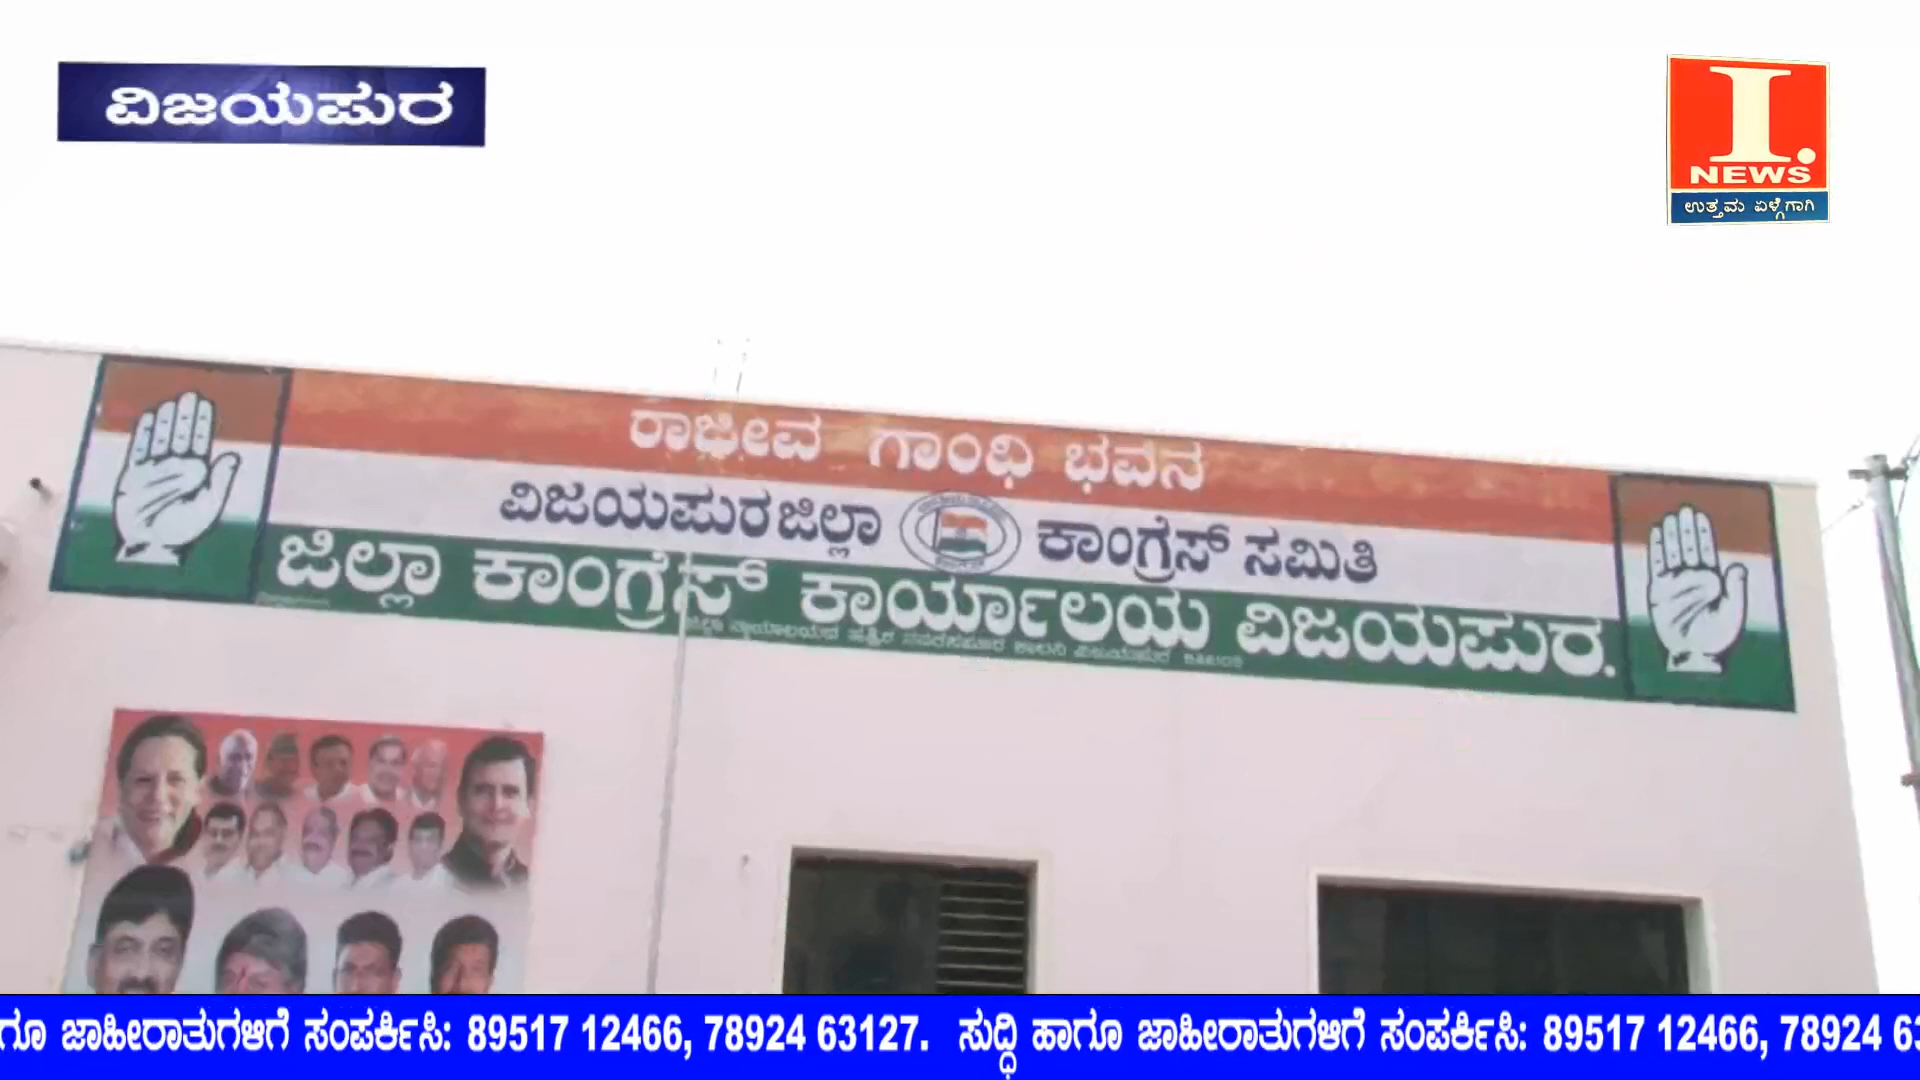 ವಿಜಯಪುರ
I.
NEWS
ಉತ್ತಮ ಏಳ್ಗೆಗಾಗಿ
ರಾಜೀವ ಗಾಂಧಿ ಭವನ
ವಿಜಯಪುರ ಜಿಲ್ಲಾ ಕಾಂಗ್ರೆಸ್ ಸಮಿತಿ
ಜಿಲ್ಲಾ ಕಾಂಗ್ರೆಸ್ ಕಾರ್ಯಾಲಯ ವಿಜಯಪುರ.
ಗೂ ಜಾಹೀರಾತುಗಳಿಗೆ ಸಂಪರ್ಕಿಸಿ: 89517 12466, 78924 63127. ಸುದ್ಧಿ ಹಾಗೂ ಜಾಹೀರಾತುಗಳಿಗೆ ಸಂಪರ್ಕಿಸಿ: 89517 12466, 78924 63